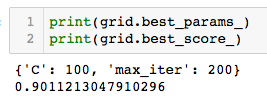 1 print(grid.best_params_)
2 print(grid.best_score_)
{'C': 100, 'max_iter': 200}
0.9011213047910296